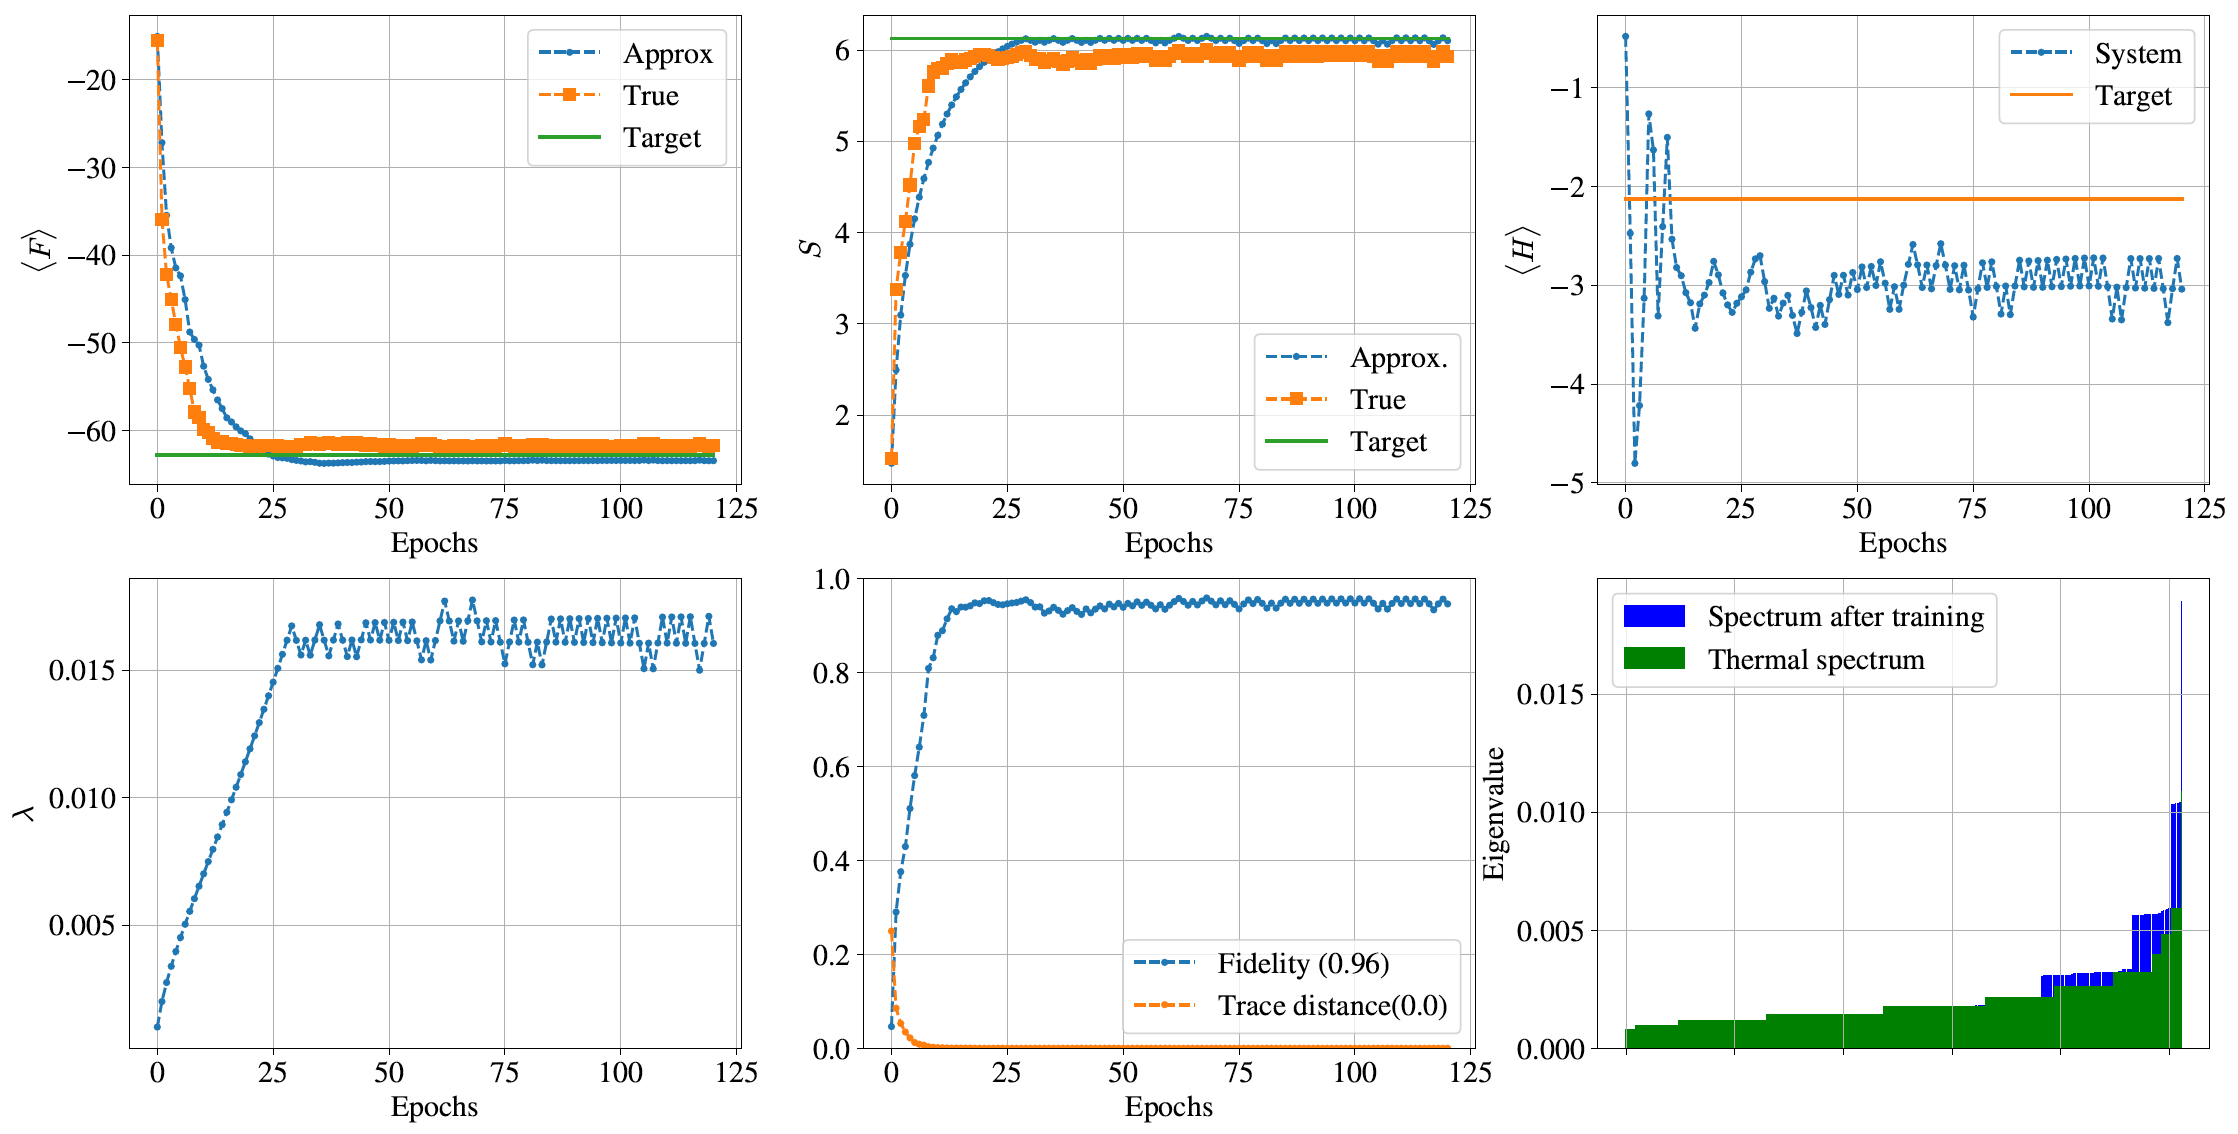 ⟨F⟩
−20
−30
−40
−50
−60
Approx
True
Target
0 25 50 75 100 125
Epochs
S
6
5
4
3
2
Approx.
True
Target
0 25 50 75 100 125
Epochs
⟨H⟩
−1
−2
−3
−4
−5
System
Target
0 25 50 75 100 125
Epochs
λ
0.015
0.010
0.005
0 25 50 75 100 125
Epochs
1.0
0.8
0.6
0.4
0.2
0.0
Fidelity (0.96)
Trace distance(0.0)
0 25 50 75 100 125
Epochs
Eigenvalue
0.015
0.010
0.005
0.000
Spectrum after training
Thermal spectrum